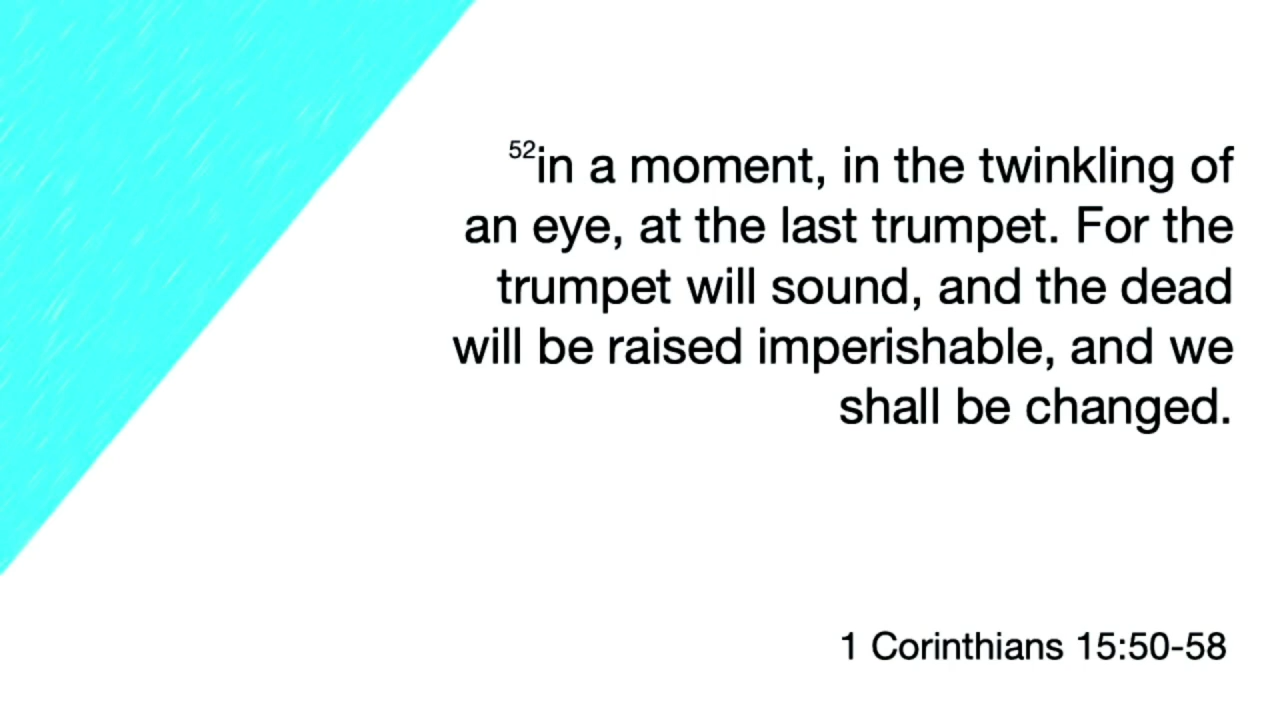 52in a moment, in the twinkling of
an eye, at the last trumpet. For the
trumpet will sound, and the dead
will be raised imperishable, and we
shall be changed.
1 Corinthians 15:50-58